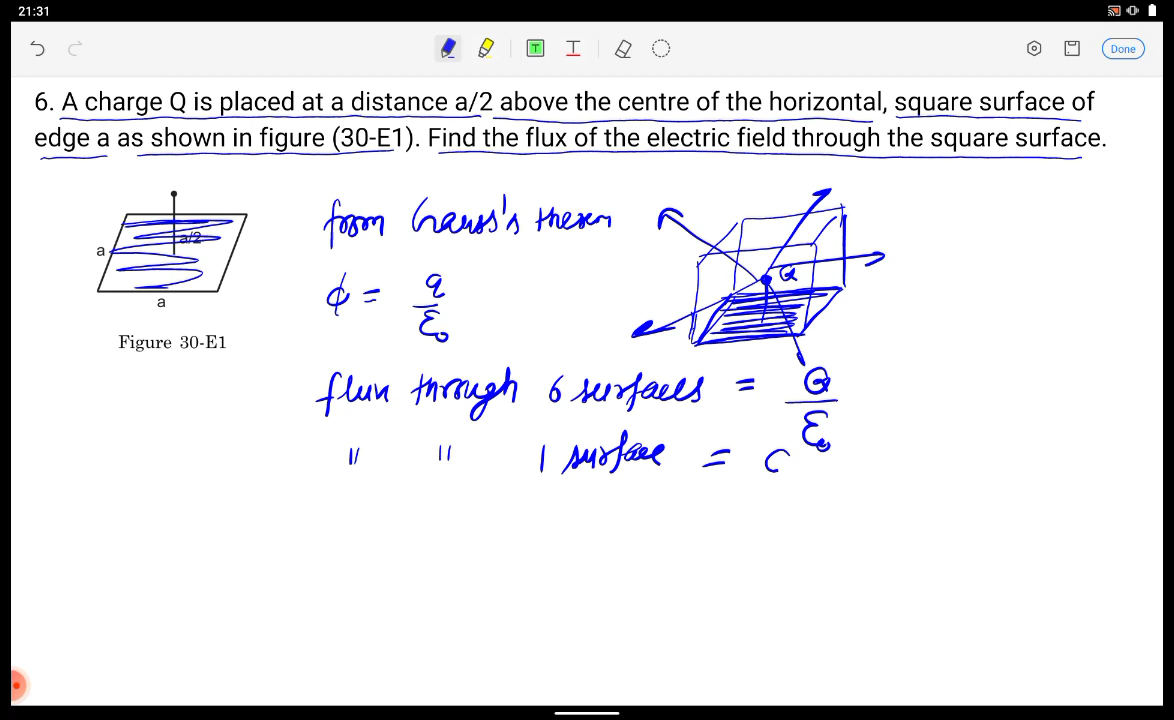 21:31
Done
6. A charge Q is placed at a distance a/2 above the centre of the horizontal, square surface of
edge a as shown in figure (30-E1). Find the flux of the electric field through the square surface.
a/2
a
a
Figure 30-E1
from Gauss's therem
ϕ = q/ε₀
Q
flux through 6 surfaces = Q/ε₀
" " 1 surface = C